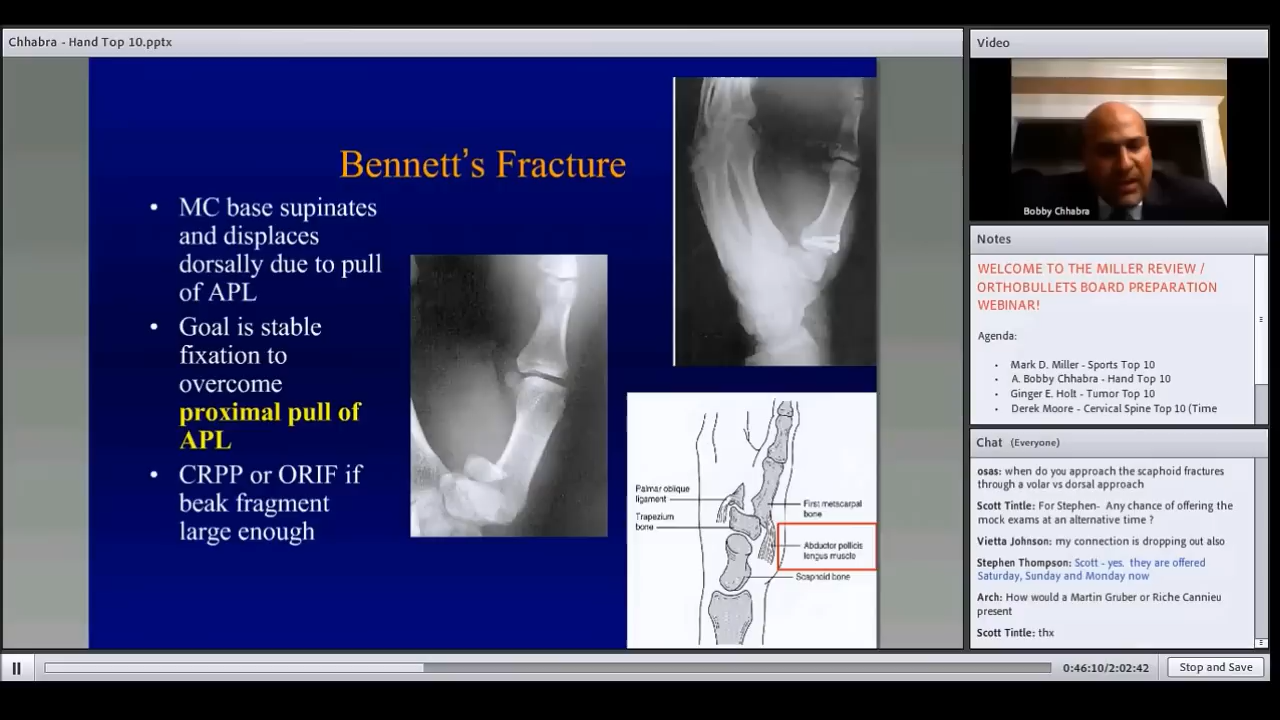 Chhabra - Hand Top 10.pptx
Bennett's Fracture
• MC base supinates
and displaces
dorsally due to pull
of APL
• Goal is stable
fixation to
overcome
proximal pull of
APL
• CRPP or ORIF if
beak fragment
large enough
Palmar oblique
ligament
Trapezium
bone
First metacarpal
bone
Abductor pollicis
longus muscle
Scaphoid bone
Video
Bobby Chhabra
Notes
WELCOME TO THE MILLER REVIEW /
ORTHOBULLETS BOARD PREPARATION
WEBINAR!
Agenda:
• Mark D. Miller - Sports Top 10
• A. Bobby Chhabra - Hand Top 10
• Ginger E. Holt - Tumor Top 10
• Derek Moore - Cervical Spine Top 10 (Time
Chat (Everyone)
osas: when do you approach the scaphoid fractures
through a volar vs dorsal approach
Scott Tintle: For Stephen- Any chance of offering the
mock exams at an alternative time ?
Vietta Johnson: my connection is dropping out also
Stephen Thompson: Scott - yes. they are offered
Saturday, Sunday and Monday now
Arch: How would a Martin Gruber or Riche Cannieu
present
Scott Tintle: thx
0:46:10/2:02:42
Stop and Save